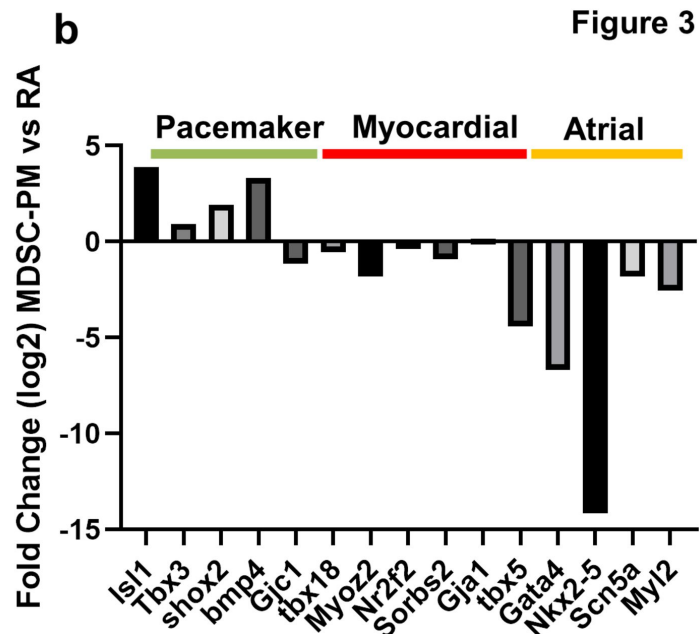 b
Figure 3
Fold Change (log2) MDSC-PM vs RA
Pacemaker
Myocardial
Atrial
5
0
-5
-10
-15
Isl1
Tbx3
shox2
bmp4
Gjc1
tbx18
Myoz2
Nr2f2
Sorbs2
Gja1
tbx5
Gata4
Nkx2-5
Scn5a
Myl2